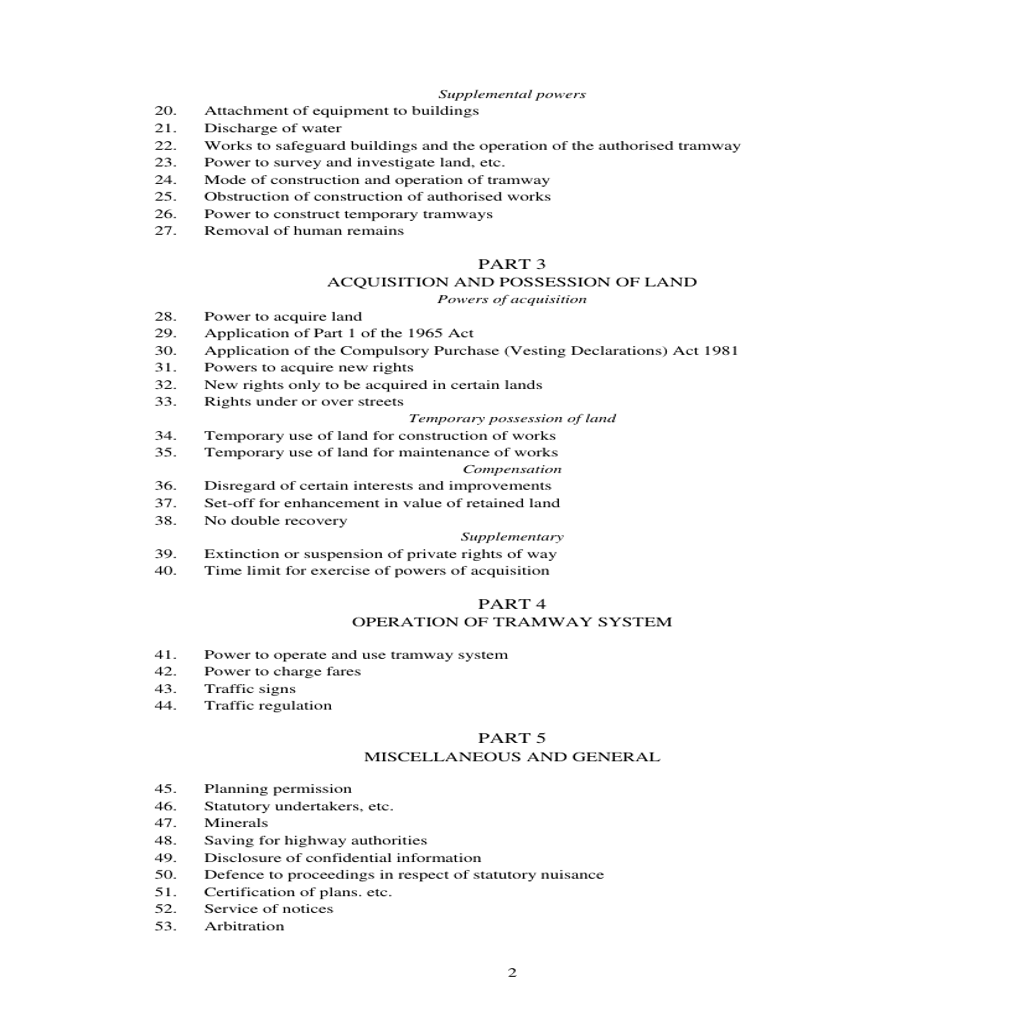 Supplemental powers
20. Attachment of equipment to buildings
21. Discharge of water
22. Works to safeguard buildings and the operation of the authorised tramway
23. Power to survey and investigate land, etc.
24. Mode of construction and operation of tramway
25. Obstruction of construction of authorised works
26. Power to construct temporary tramways
27. Removal of human remains
PART 3
ACQUISITION AND POSSESSION OF LAND
Powers of acquisition
28. Power to acquire land
29. Application of Part 1 of the 1965 Act
30. Application of the Compulsory Purchase (Vesting Declarations) Act 1981
31. Powers to acquire new rights
32. New rights only to be acquired in certain lands
33. Rights under or over streets
Temporary possession of land
34. Temporary use of land for construction of works
35. Temporary use of land for maintenance of works
Compensation
36. Disregard of certain interests and improvements
37. Set-off for enhancement in value of retained land
38. No double recovery
Supplementary
39. Extinction or suspension of private rights of way
40. Time limit for exercise of powers of acquisition
PART 4
OPERATION OF TRAMWAY SYSTEM
41. Power to operate and use tramway system
42. Power to charge fares
43. Traffic signs
44. Traffic regulation
PART 5
MISCELLANEOUS AND GENERAL
45. Planning permission
46. Statutory undertakers, etc.
47. Minerals
48. Saving for highway authorities
49. Disclosure of confidential information
50. Defence to proceedings in respect of statutory nuisance
51. Certification of plans. etc.
52. Service of notices
53. Arbitration
2